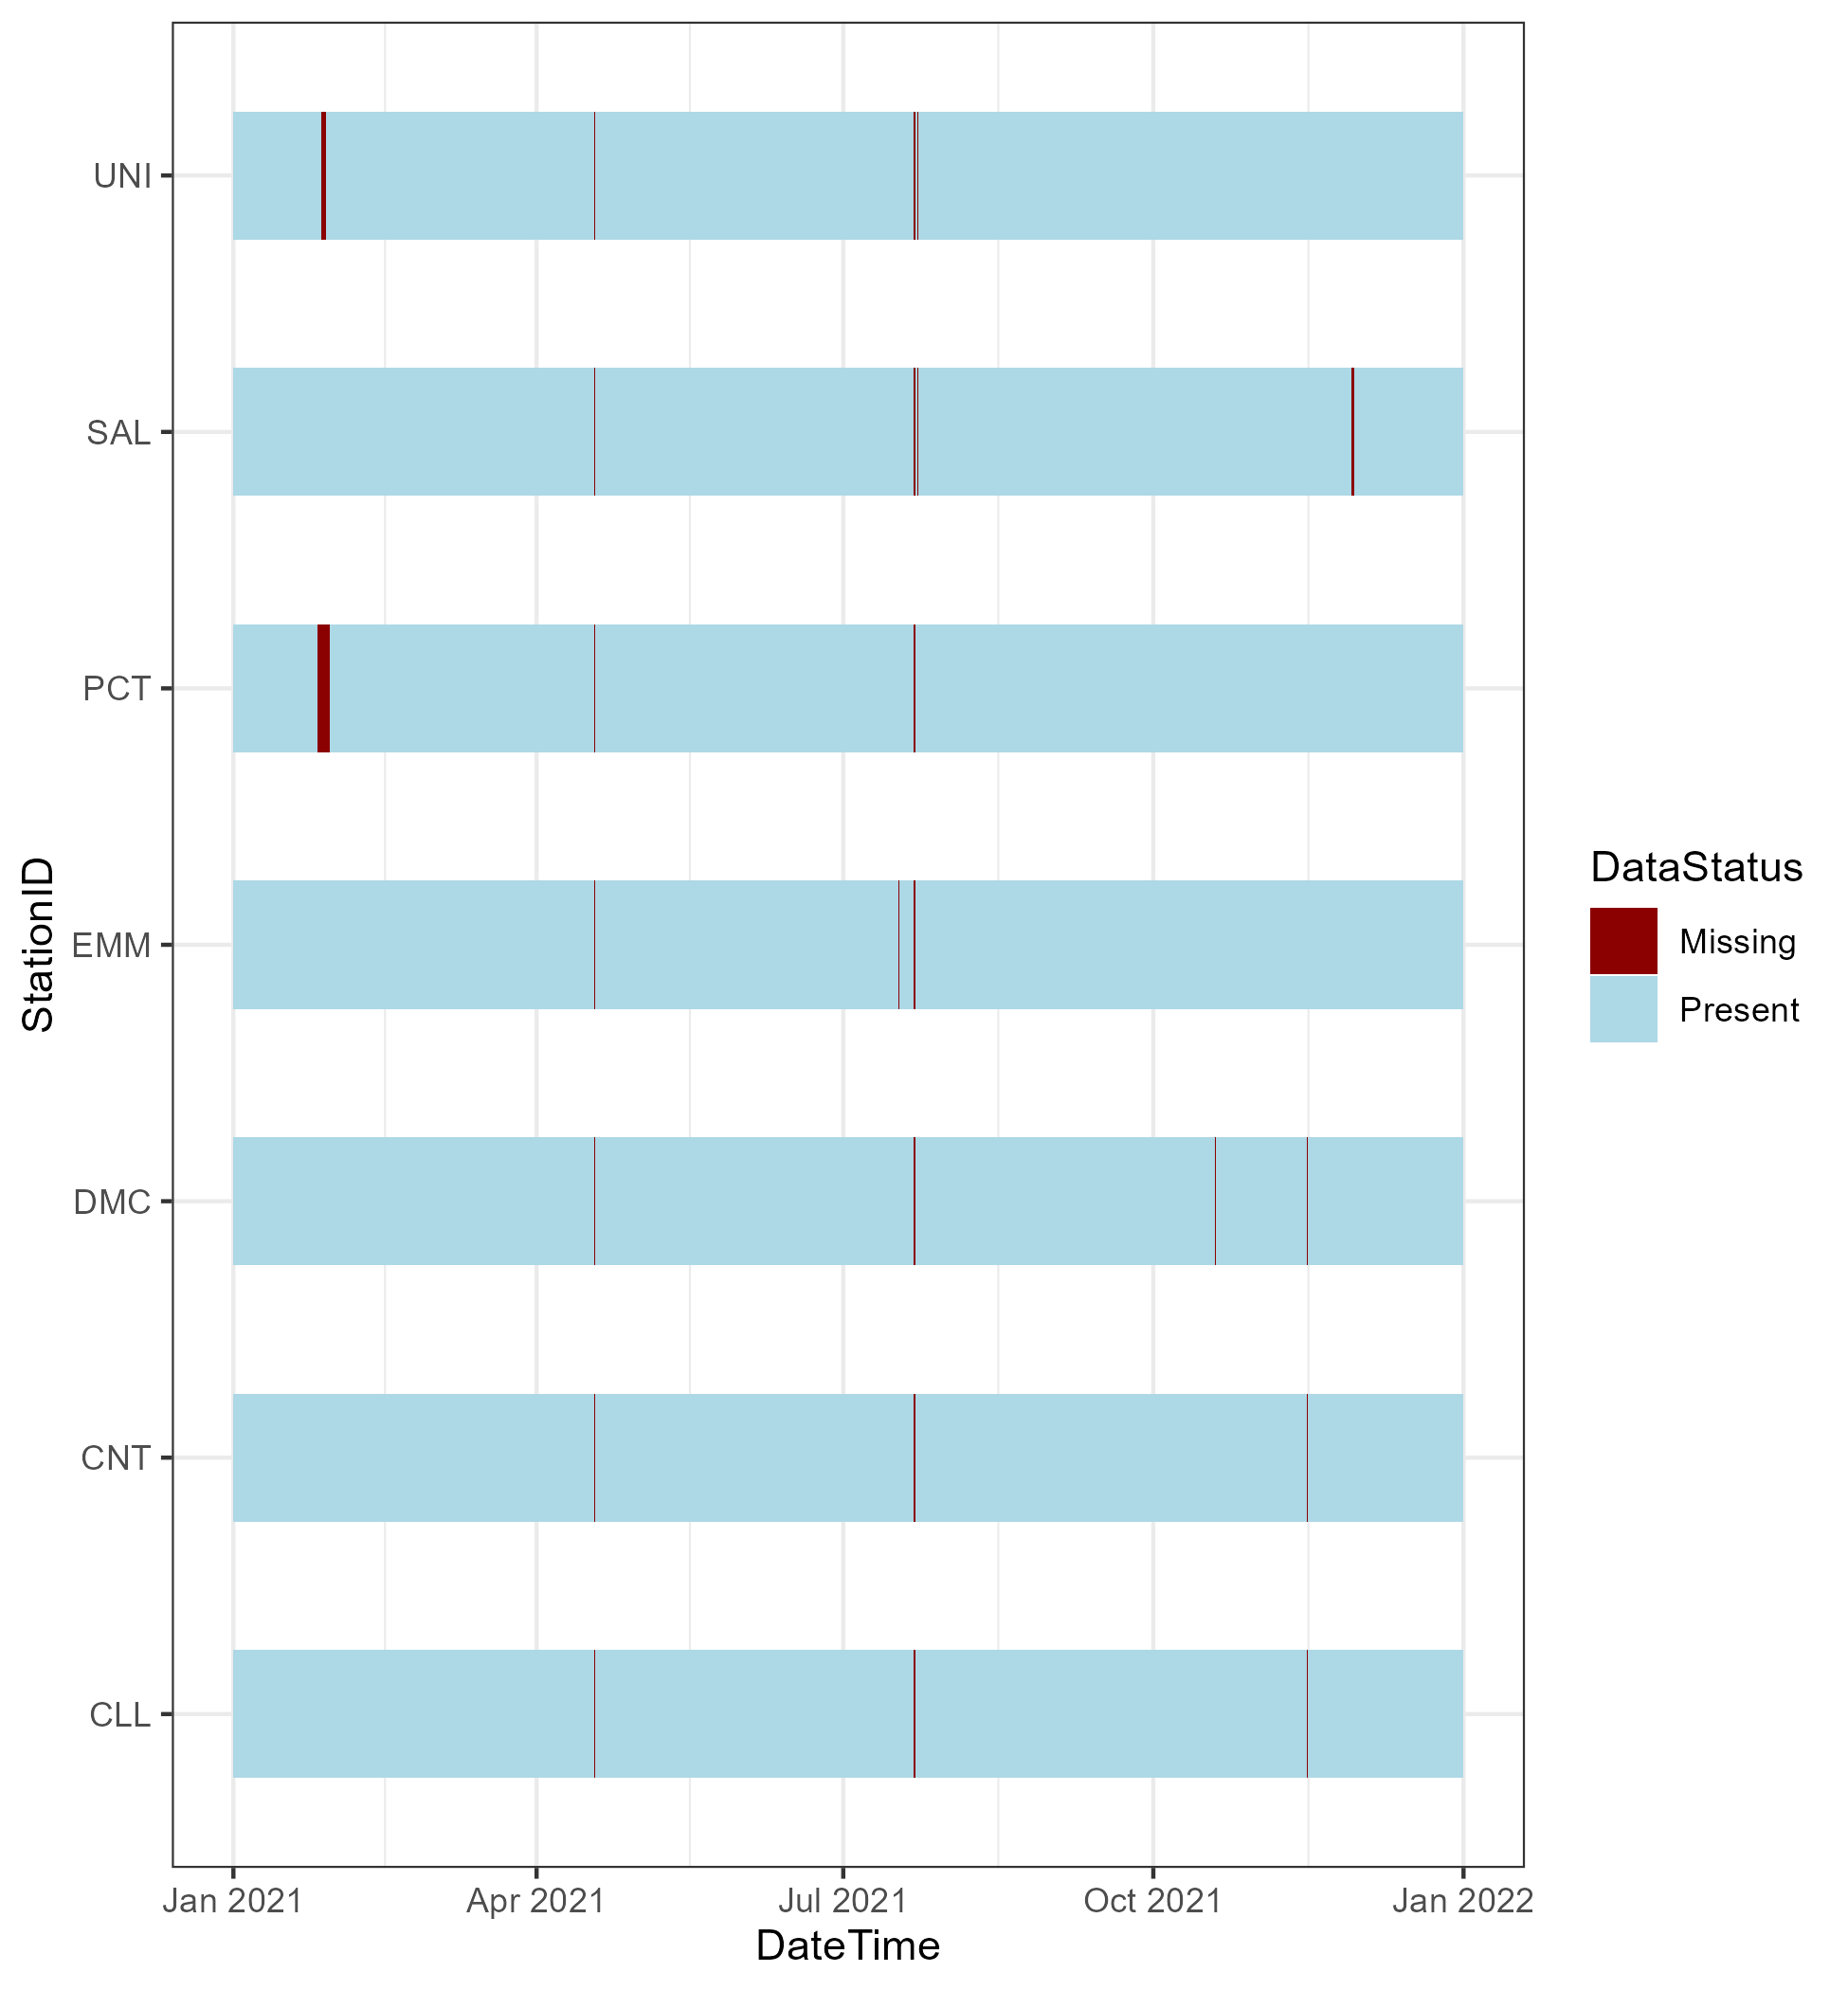 UNI
SAL
PCT
EMM
DMC
CNT
CLL
StationID
Jan 2021 Apr 2021 Jul 2021 Oct 2021 Jan 2022
DateTime
DataStatus
Missing
Present